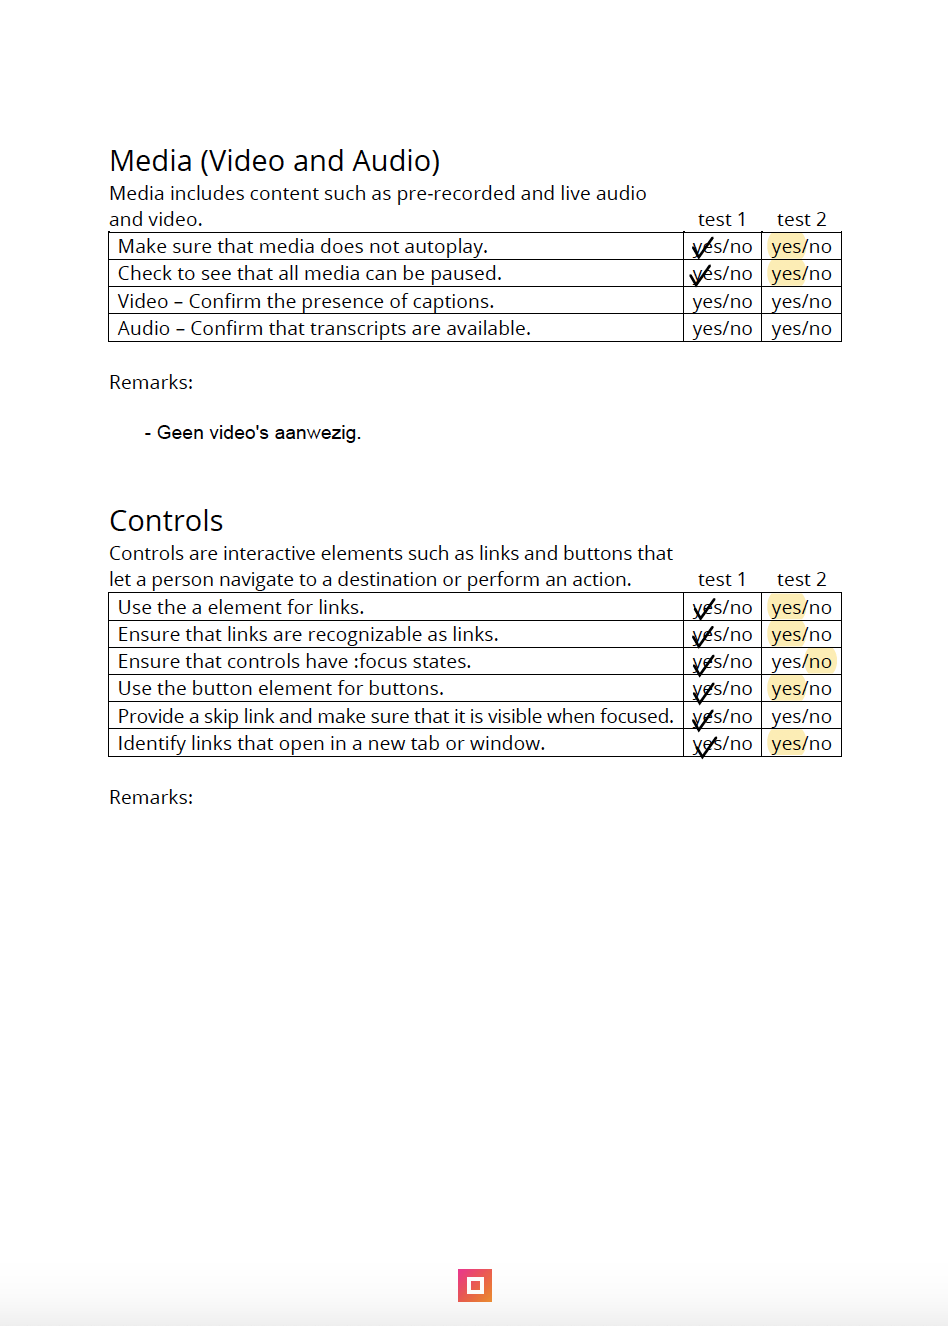 Media (Video and Audio)
Media includes content such as pre-recorded and live audio
and video. test 1 test 2
Make sure that media does not autoplay. yes/no yes/no
Check to see that all media can be paused. yes/no yes/no
Video – Confirm the presence of captions. yes/no yes/no
Audio – Confirm that transcripts are available. yes/no yes/no
Remarks:
- Geen video's aanwezig.
Controls
Controls are interactive elements such as links and buttons that
let a person navigate to a destination or perform an action. test 1 test 2
Use the a element for links. yes/no yes/no
Ensure that links are recognizable as links. yes/no yes/no
Ensure that controls have :focus states. yes/no yes/no
Use the button element for buttons. yes/no yes/no
Provide a skip link and make sure that it is visible when focused. yes/no yes/no
Identify links that open in a new tab or window. yes/no yes/no
Remarks: